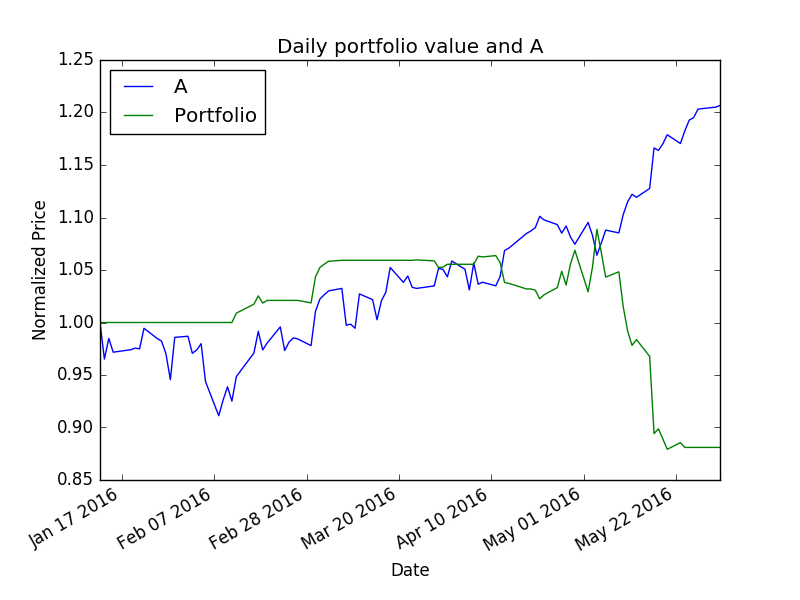 Daily portfolio value and A
1.25
1.20
1.15
1.10
1.05
1.00
0.95
0.90
0.85
A
Portfolio
Normalized Price
Jan 17 2016
Feb 07 2016
Feb 28 2016
Mar 20 2016
Apr 10 2016
May 01 2016
May 22 2016
Date